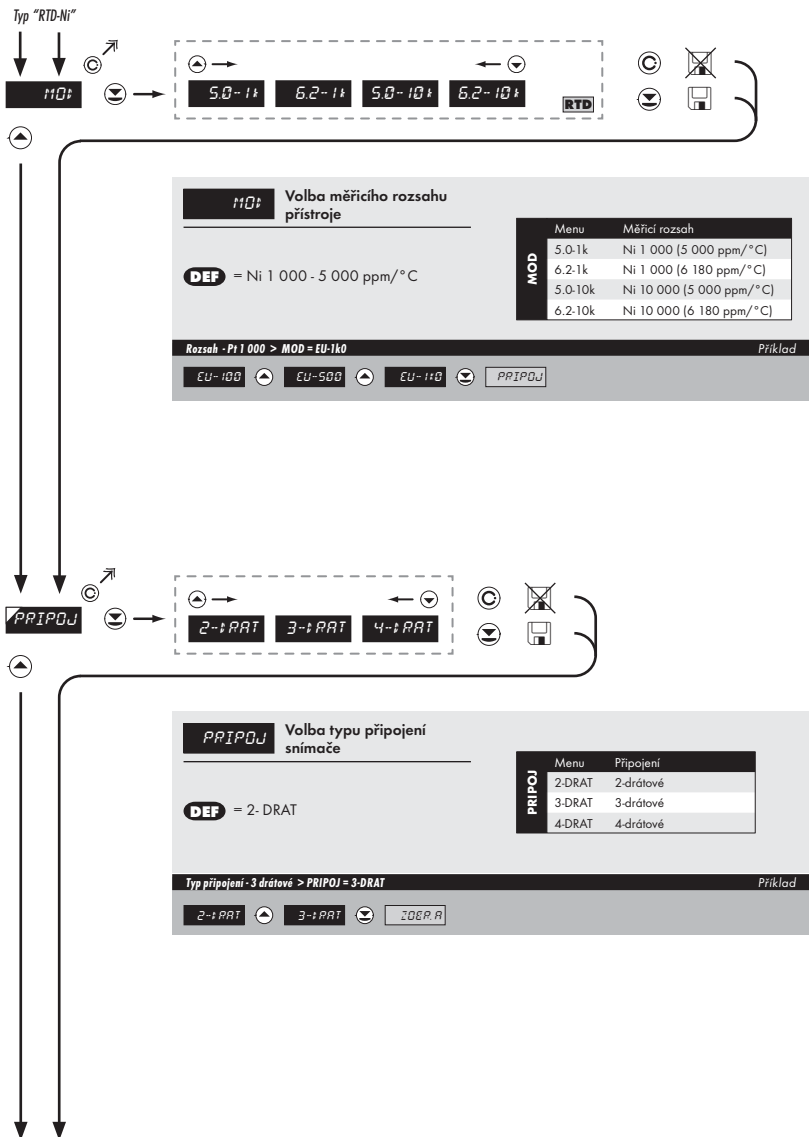 Typ "RTD-Ni"
MOD
5.0-1k 6.2-1k 5.0-10k 6.2-10k
RTD
MOD Volba měřicího rozsahu přístroje
DEF = Ni 1 000 - 5 000 ppm/°C
MOD
Menu Měřicí rozsah
5.0-1k Ni 1 000 (5 000 ppm/°C)
6.2-1k Ni 1 000 (6 180 ppm/°C)
5.0-10k Ni 10 000 (5 000 ppm/°C)
6.2-10k Ni 10 000 (6 180 ppm/°C)
Rozsah - Pt 1 000 > MOD = EU-1k0 Příklad
EU-100 EU-500 EU-1k0 PRIPOJ
PRIPOJ
2-DRAT 3-DRAT 4-DRAT
PRIPOJ Volba typu připojení snímače
DEF = 2- DRAT
PRIPOJ
Menu Připojení
2-DRAT 2-drátové
3-DRAT 3-drátové
4-DRAT 4-drátové
Typ připojení - 3 drátové > PRIPOJ = 3-DRAT Příklad
2-DRAT 3-DRAT ZOBR. A